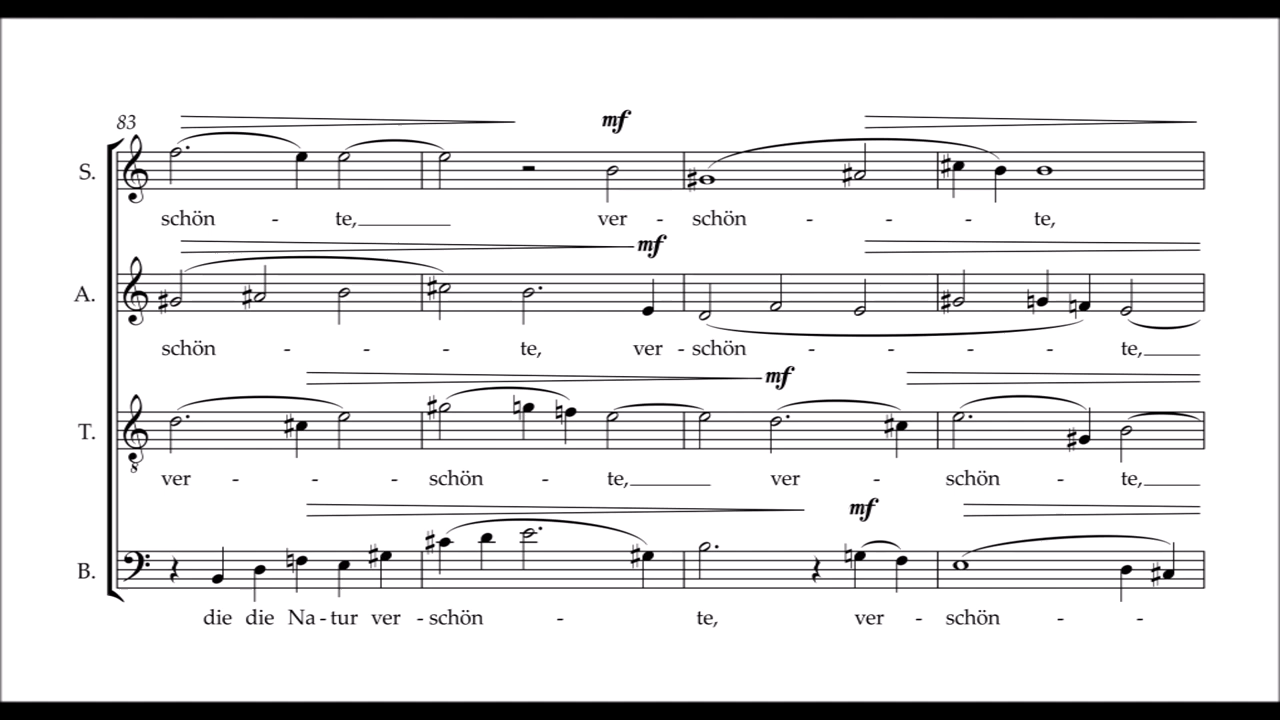 83
mf
S.
schön - te, ver - schön - - - te,
mf
A.
schön - - - te, ver - schön - - - - te,
mf
T.
8
ver - - - schön - te, ver - - schön - te,
mf
B.
die die Na - tur ver - schön - te, ver - schön - -